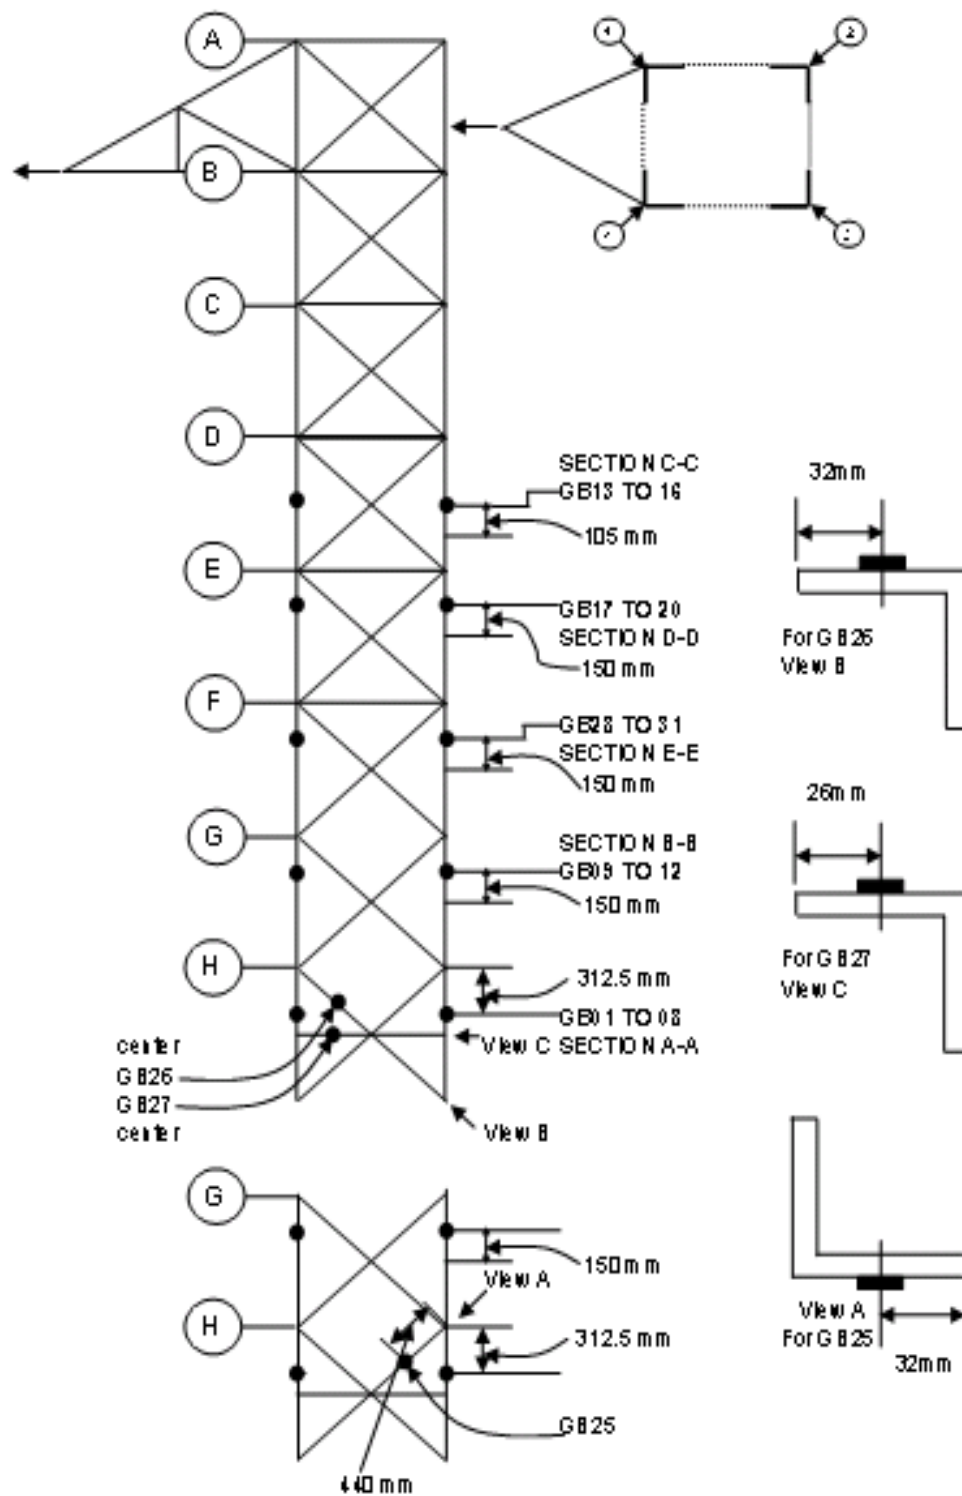 A
B
C
D
SECTION C-C
GB13 TO 16
105 mm
E
GB17 TO 20
SECTION D-D
150 mm
F
GB28 TO 31
SECTION E-E
150 mm
G
SECTION B-B
GB09 TO 12
150 mm
H
312.5 mm
GB01 TO 08
View C SECTION A-A
center
GB26
GB27
center
View B
32mm
For GB26
View B
26mm
For GB27
View C
G
150 mm
View A
H
312.5 mm
GB25
440 mm
View A
For GB25
32mm